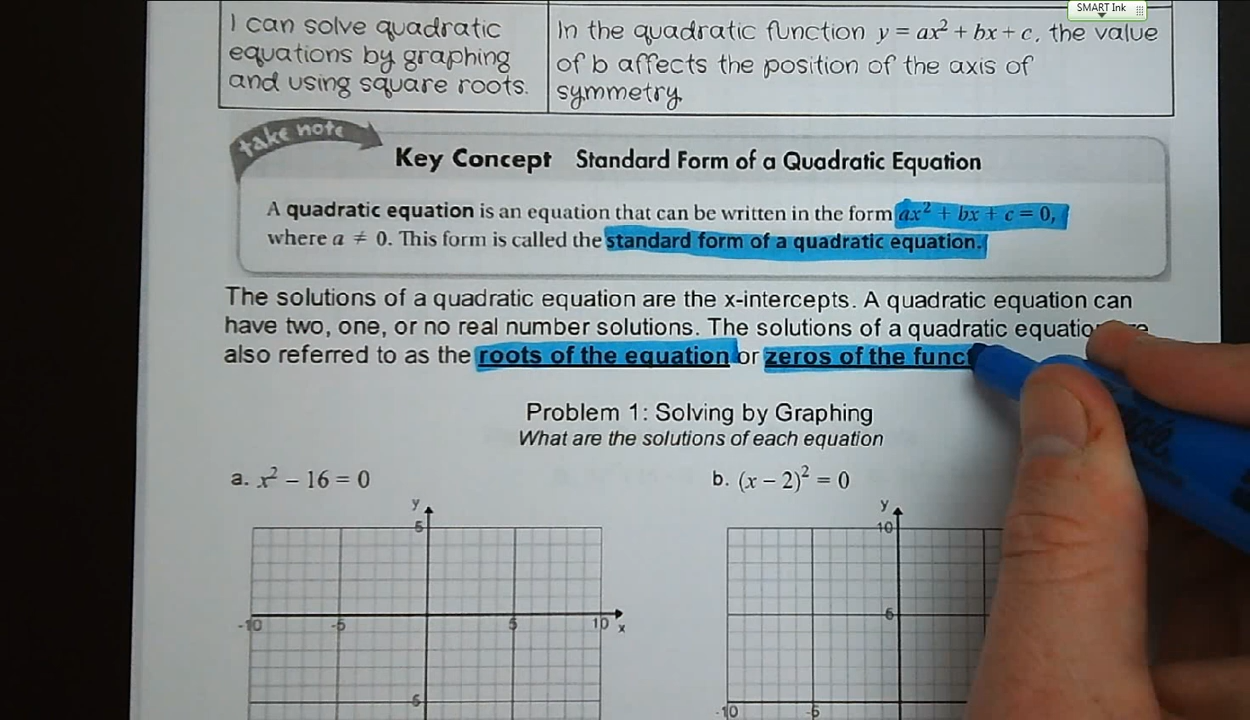 SMART Ink
I can solve quadratic
equations by graphing
and using square roots.
In the quadratic function y = ax² + bx + c, the value
of b affects the position of the axis of
symmetry.
take note
Key Concept Standard Form of a Quadratic Equation
A quadratic equation is an equation that can be written in the form ax² + bx + c = 0,
where a ≠ 0. This form is called the standard form of a quadratic equation.
The solutions of a quadratic equation are the x-intercepts. A quadratic equation can
have two, one, or no real number solutions. The solutions of a quadratic
also referred to as the roots of the equation or zeros of the
Problem 1: Solving by Graphing
What are the solutions of each equation
a. x² – 16 = 0
b. (x – 2)² = 0
y
5
-10 -5 5 10 x
y
10
-10 -5